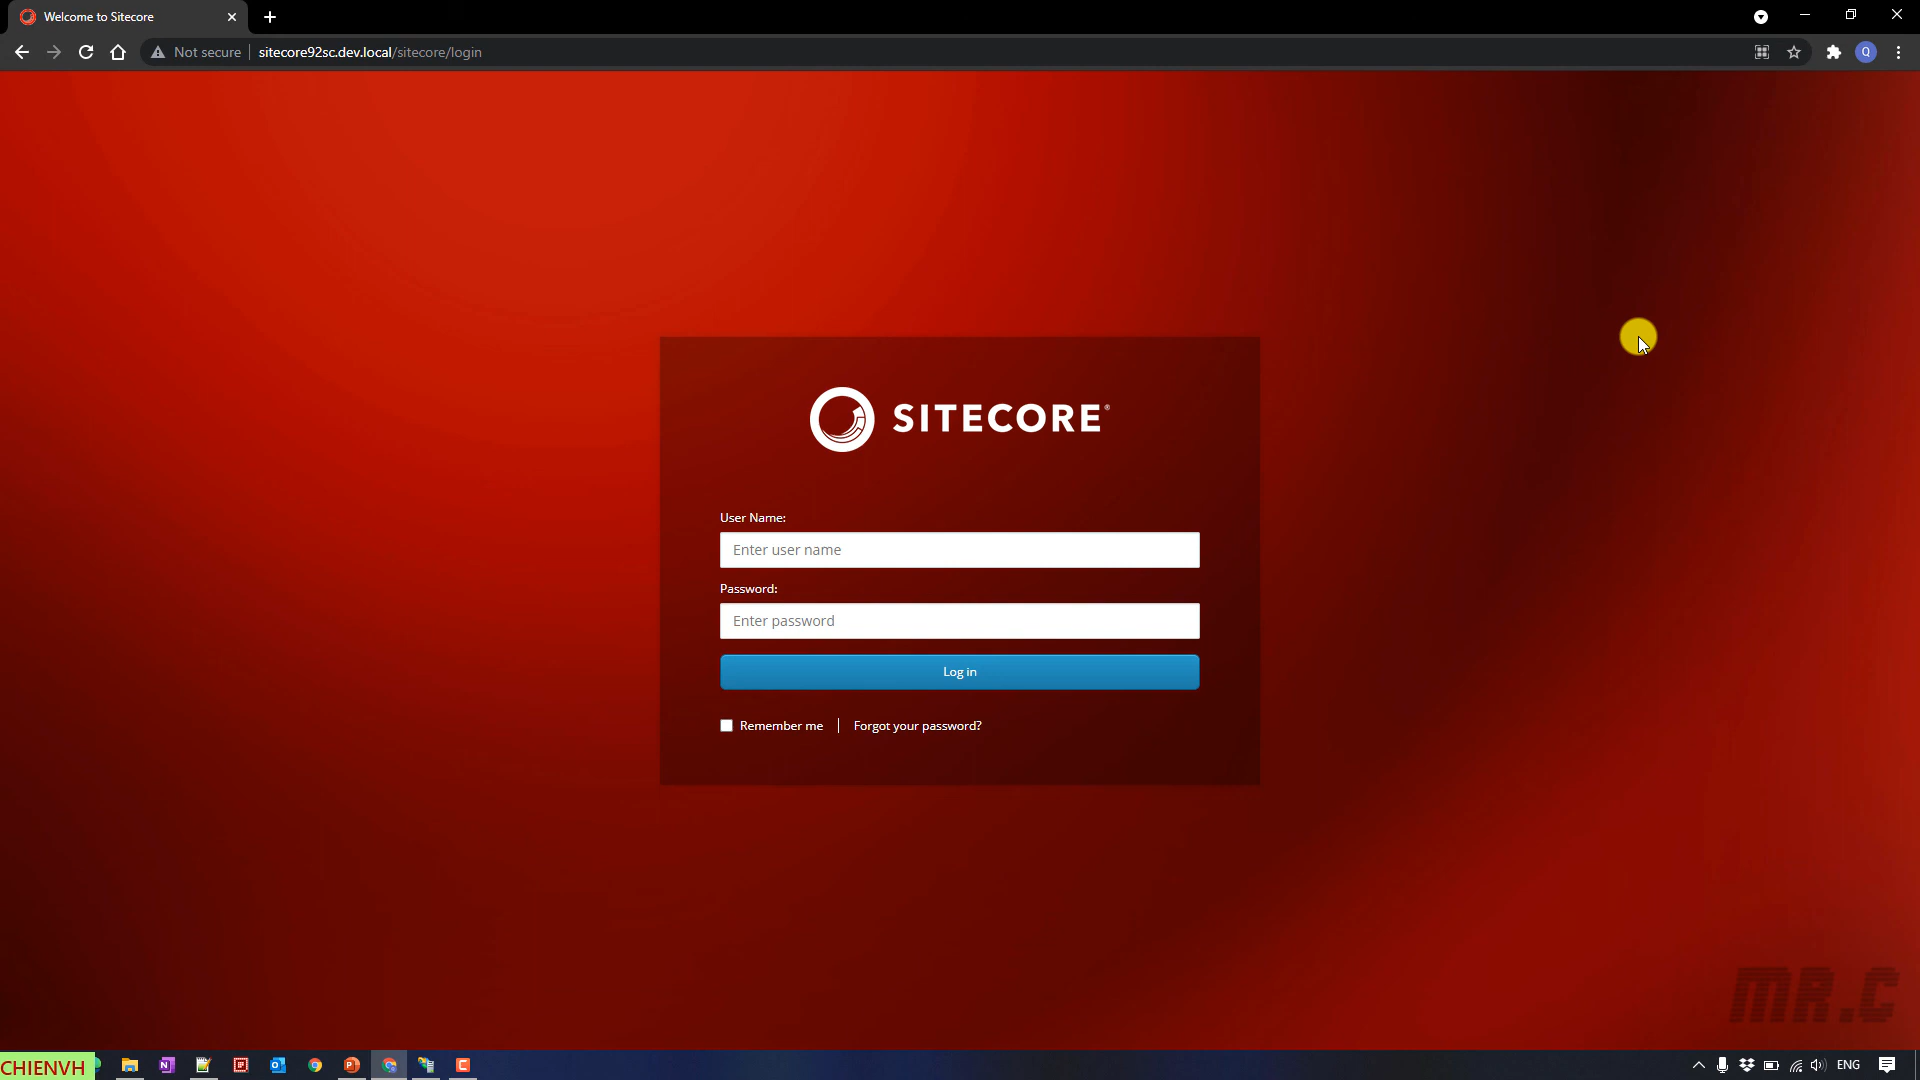 Welcome to Sitecore
Not secure
sitecore92sc.dev.local/sitecore/login
Q
SITECORE®
User Name:
Enter user name
Password:
Enter password
Log in
Remember me
Forgot your password?
MR.C
CHIENVH
ENG